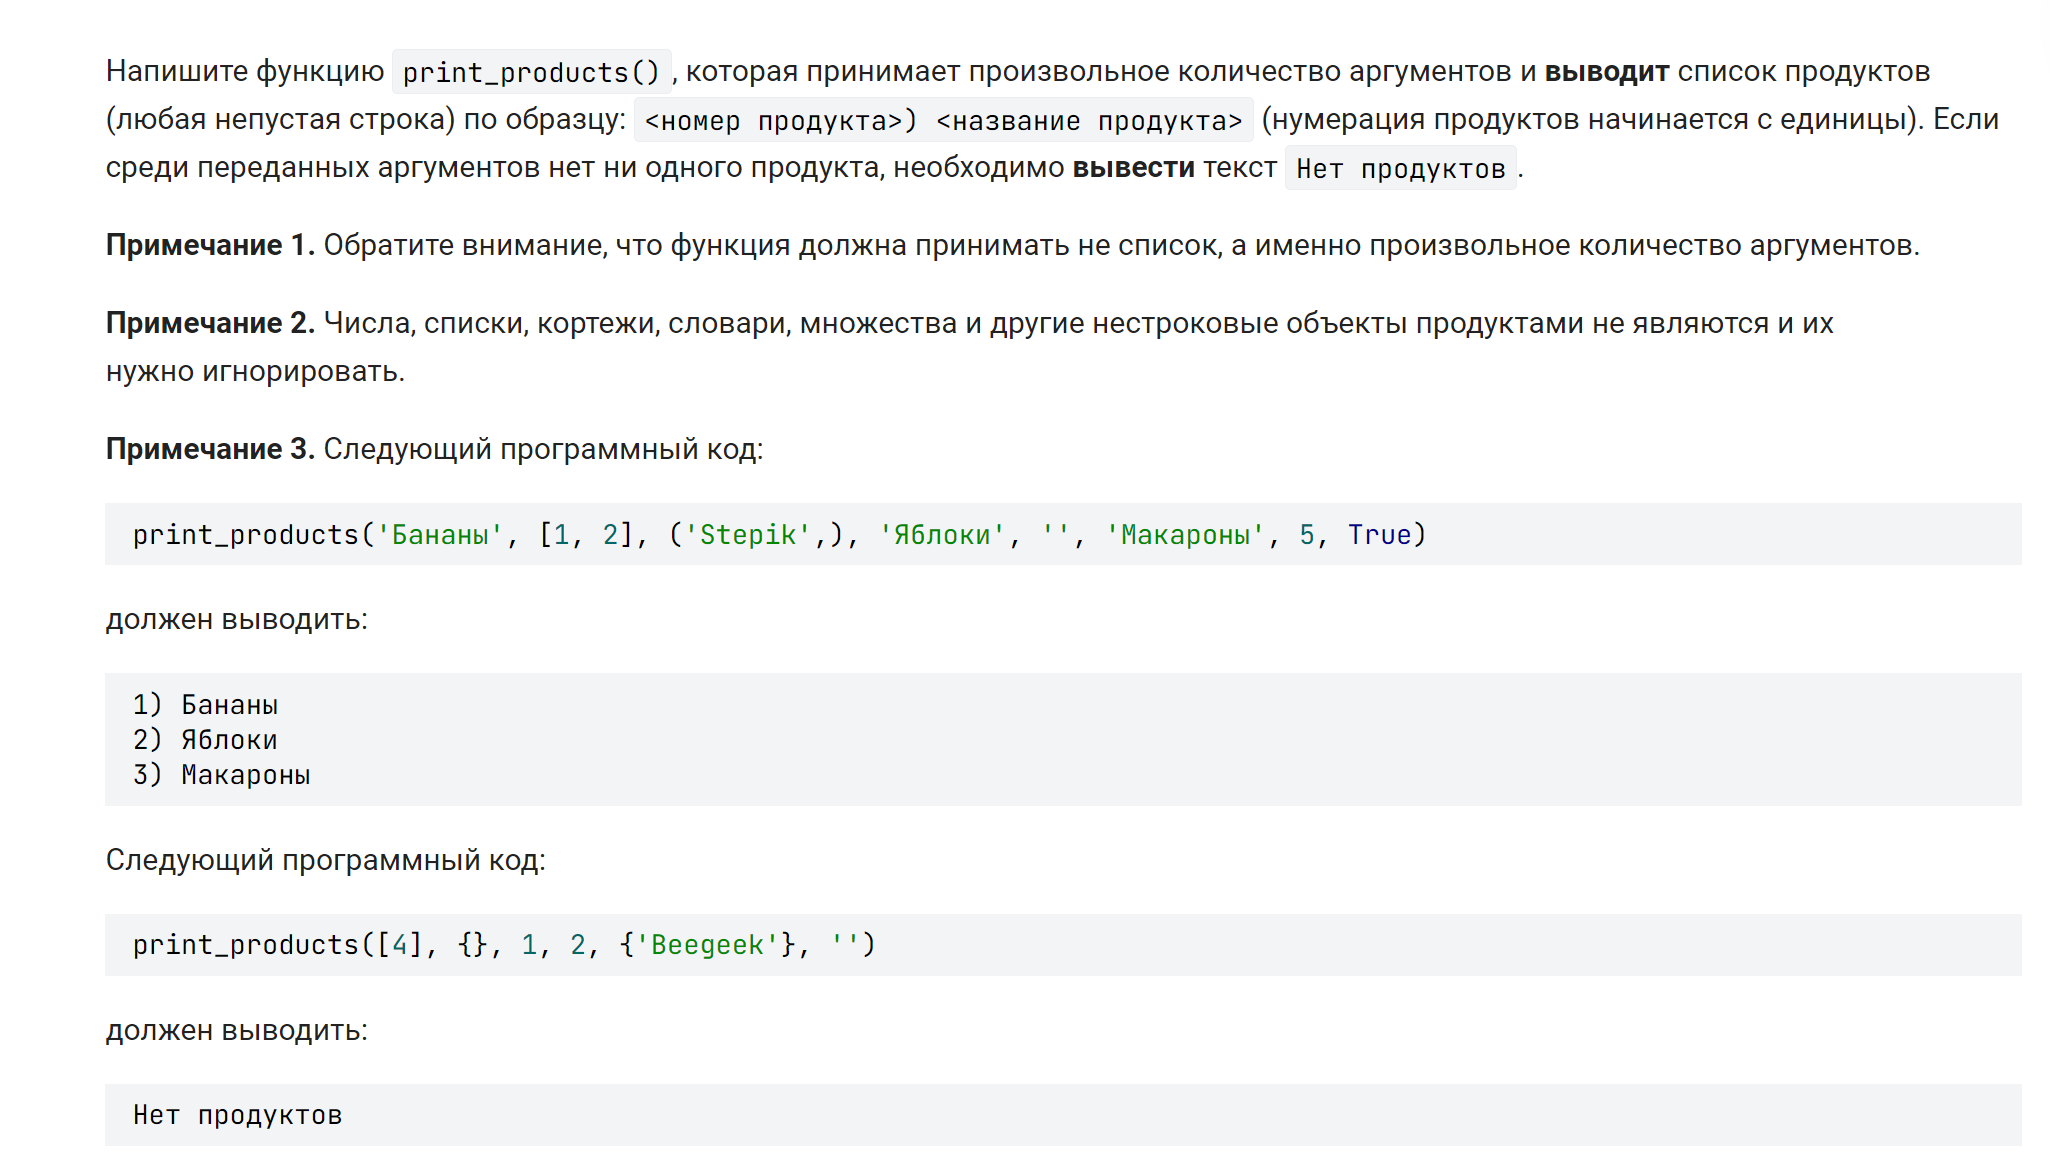 Напишите функцию print_products(), которая принимает произвольное количество аргументов и выводит список продуктов
(любая непустая строка) по образцу: <номер продукта>) <название продукта> (нумерация продуктов начинается с единицы). Если
среди переданных аргументов нет ни одного продукта, необходимо вывести текст Нет продуктов.
Примечание 1. Обратите внимание, что функция должна принимать не список, а именно произвольное количество аргументов.
Примечание 2. Числа, списки, кортежи, словари, множества и другие нестроковые объекты продуктами не являются и их
нужно игнорировать.
Примечание 3. Следующий программный код:
print_products('Бананы', [1, 2], ('Stepik',), 'Яблоки', '', 'Макароны', 5, True)
должен выводить:
1) Бананы
2) Яблоки
3) Макароны
Следующий программный код:
print_products([4], {}, 1, 2, {'Beegeek'}, '')
должен выводить:
Нет продуктов